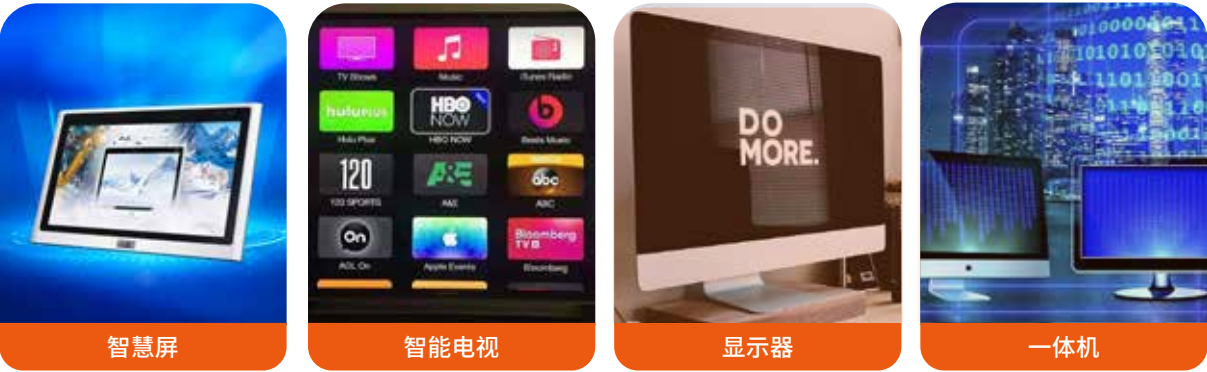 智慧屏
TV Shows
Music
iTunes Radio
huluplus
HBO
NOW
Hulu Plus
HBO NOW
Beats Music
120
A&E
abc
120 SPORTS
A&E
ABC
On
Bloomberg
TV
AOL On
Apple Events
Bloomberg
智能电视
DO
MORE.
显示器
一体机